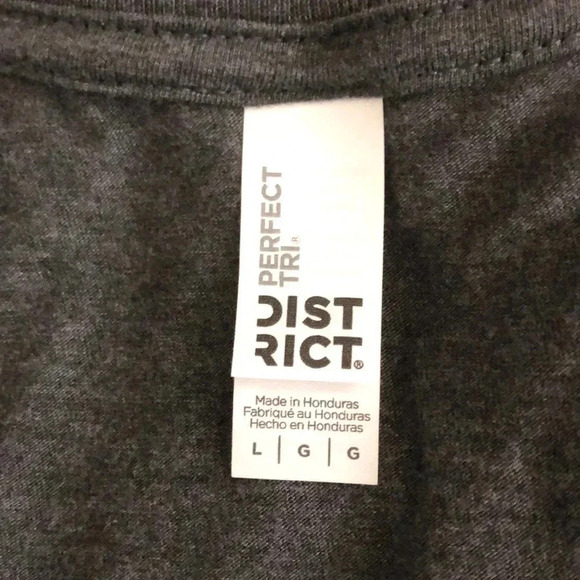 PERFECT
TRI®
DIST
RICT®
Made in Honduras
Fabriqué au Honduras
Hecho en Honduras
L | G | G